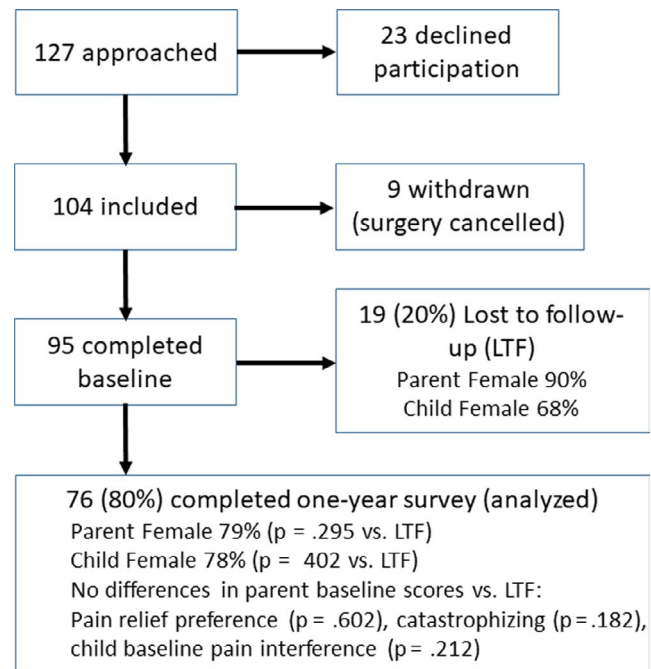 127 approached
23 declined
participation
104 included
9 withdrawn
(surgery cancelled)
95 completed
baseline
19 (20%) Lost to follow-
up (LTF)
Parent Female 90%
Child Female 68%
76 (80%) completed one-year survey (analyzed)
Parent Female 79% (p = .295 vs. LTF)
Child Female 78% (p = 402 vs. LTF)
No differences in parent baseline scores vs. LTF:
Pain relief preference (p = .602), catastrophizing (p = .182),
child baseline pain interference (p = .212)